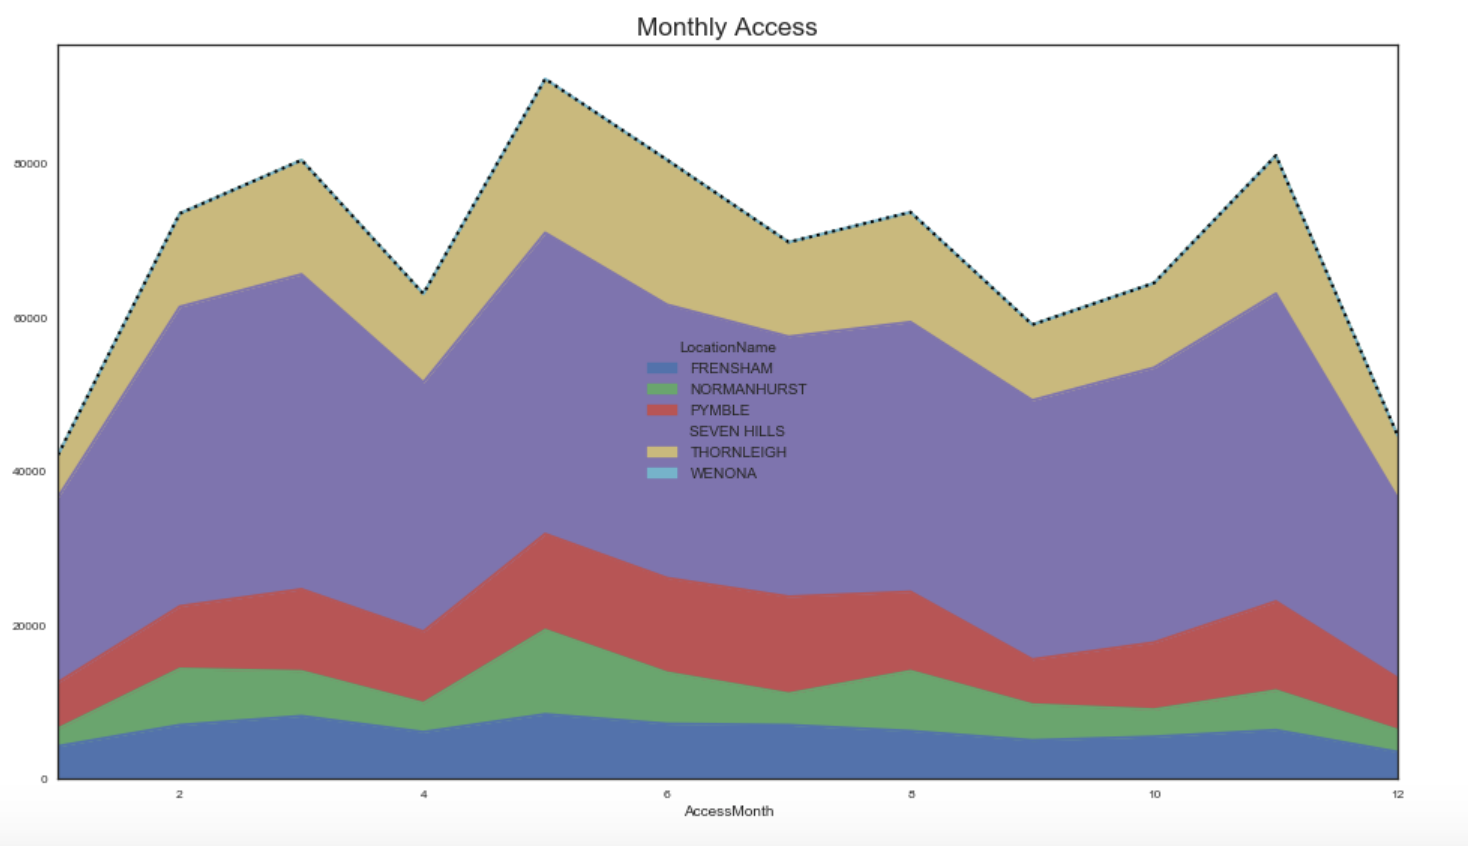 Monthly Access
80000
60000
40000
20000
0
LocationName
FRENSHAM
NORMANHURST
PYMBLE
SEVEN HILLS
THORNLEIGH
WENONA
2
4
6
8
10
12
AccessMonth